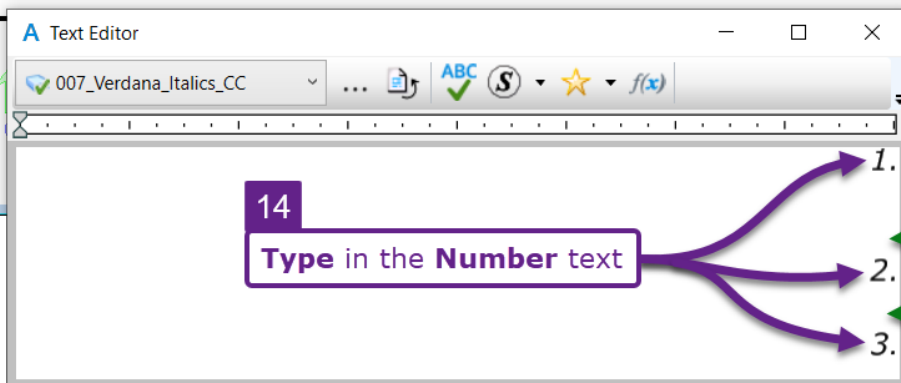 A Text Editor
007_Verdana_Italics_CC ... ABC S f(x)
1.
14
Type in the Number text
2.
3.